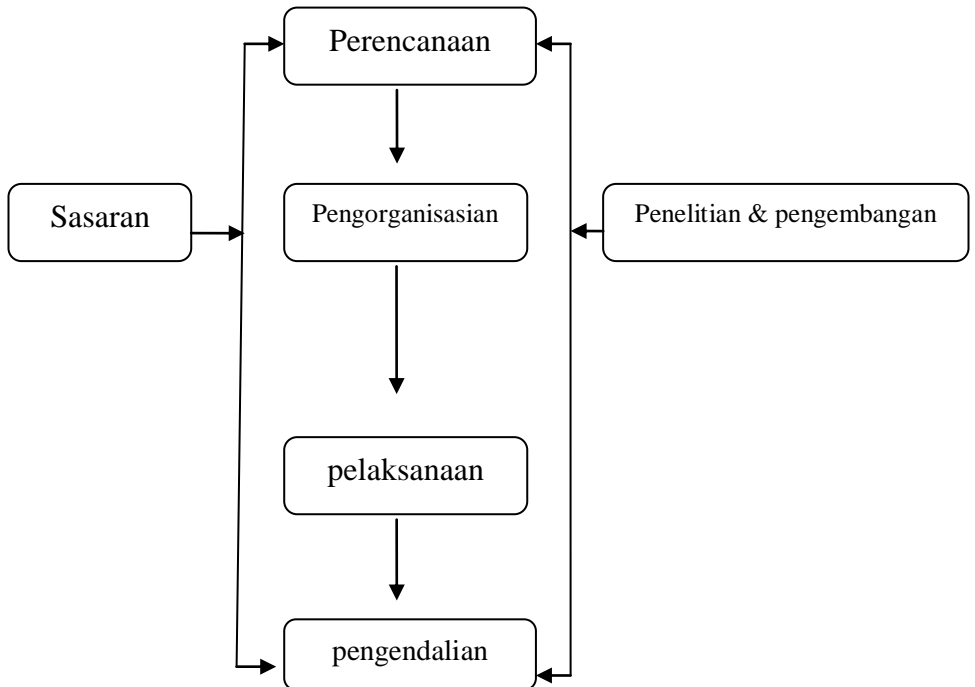 Perencanaan
Sasaran
Pengorganisasian
Penelitian & pengembangan
pelaksanaan
pengendalian